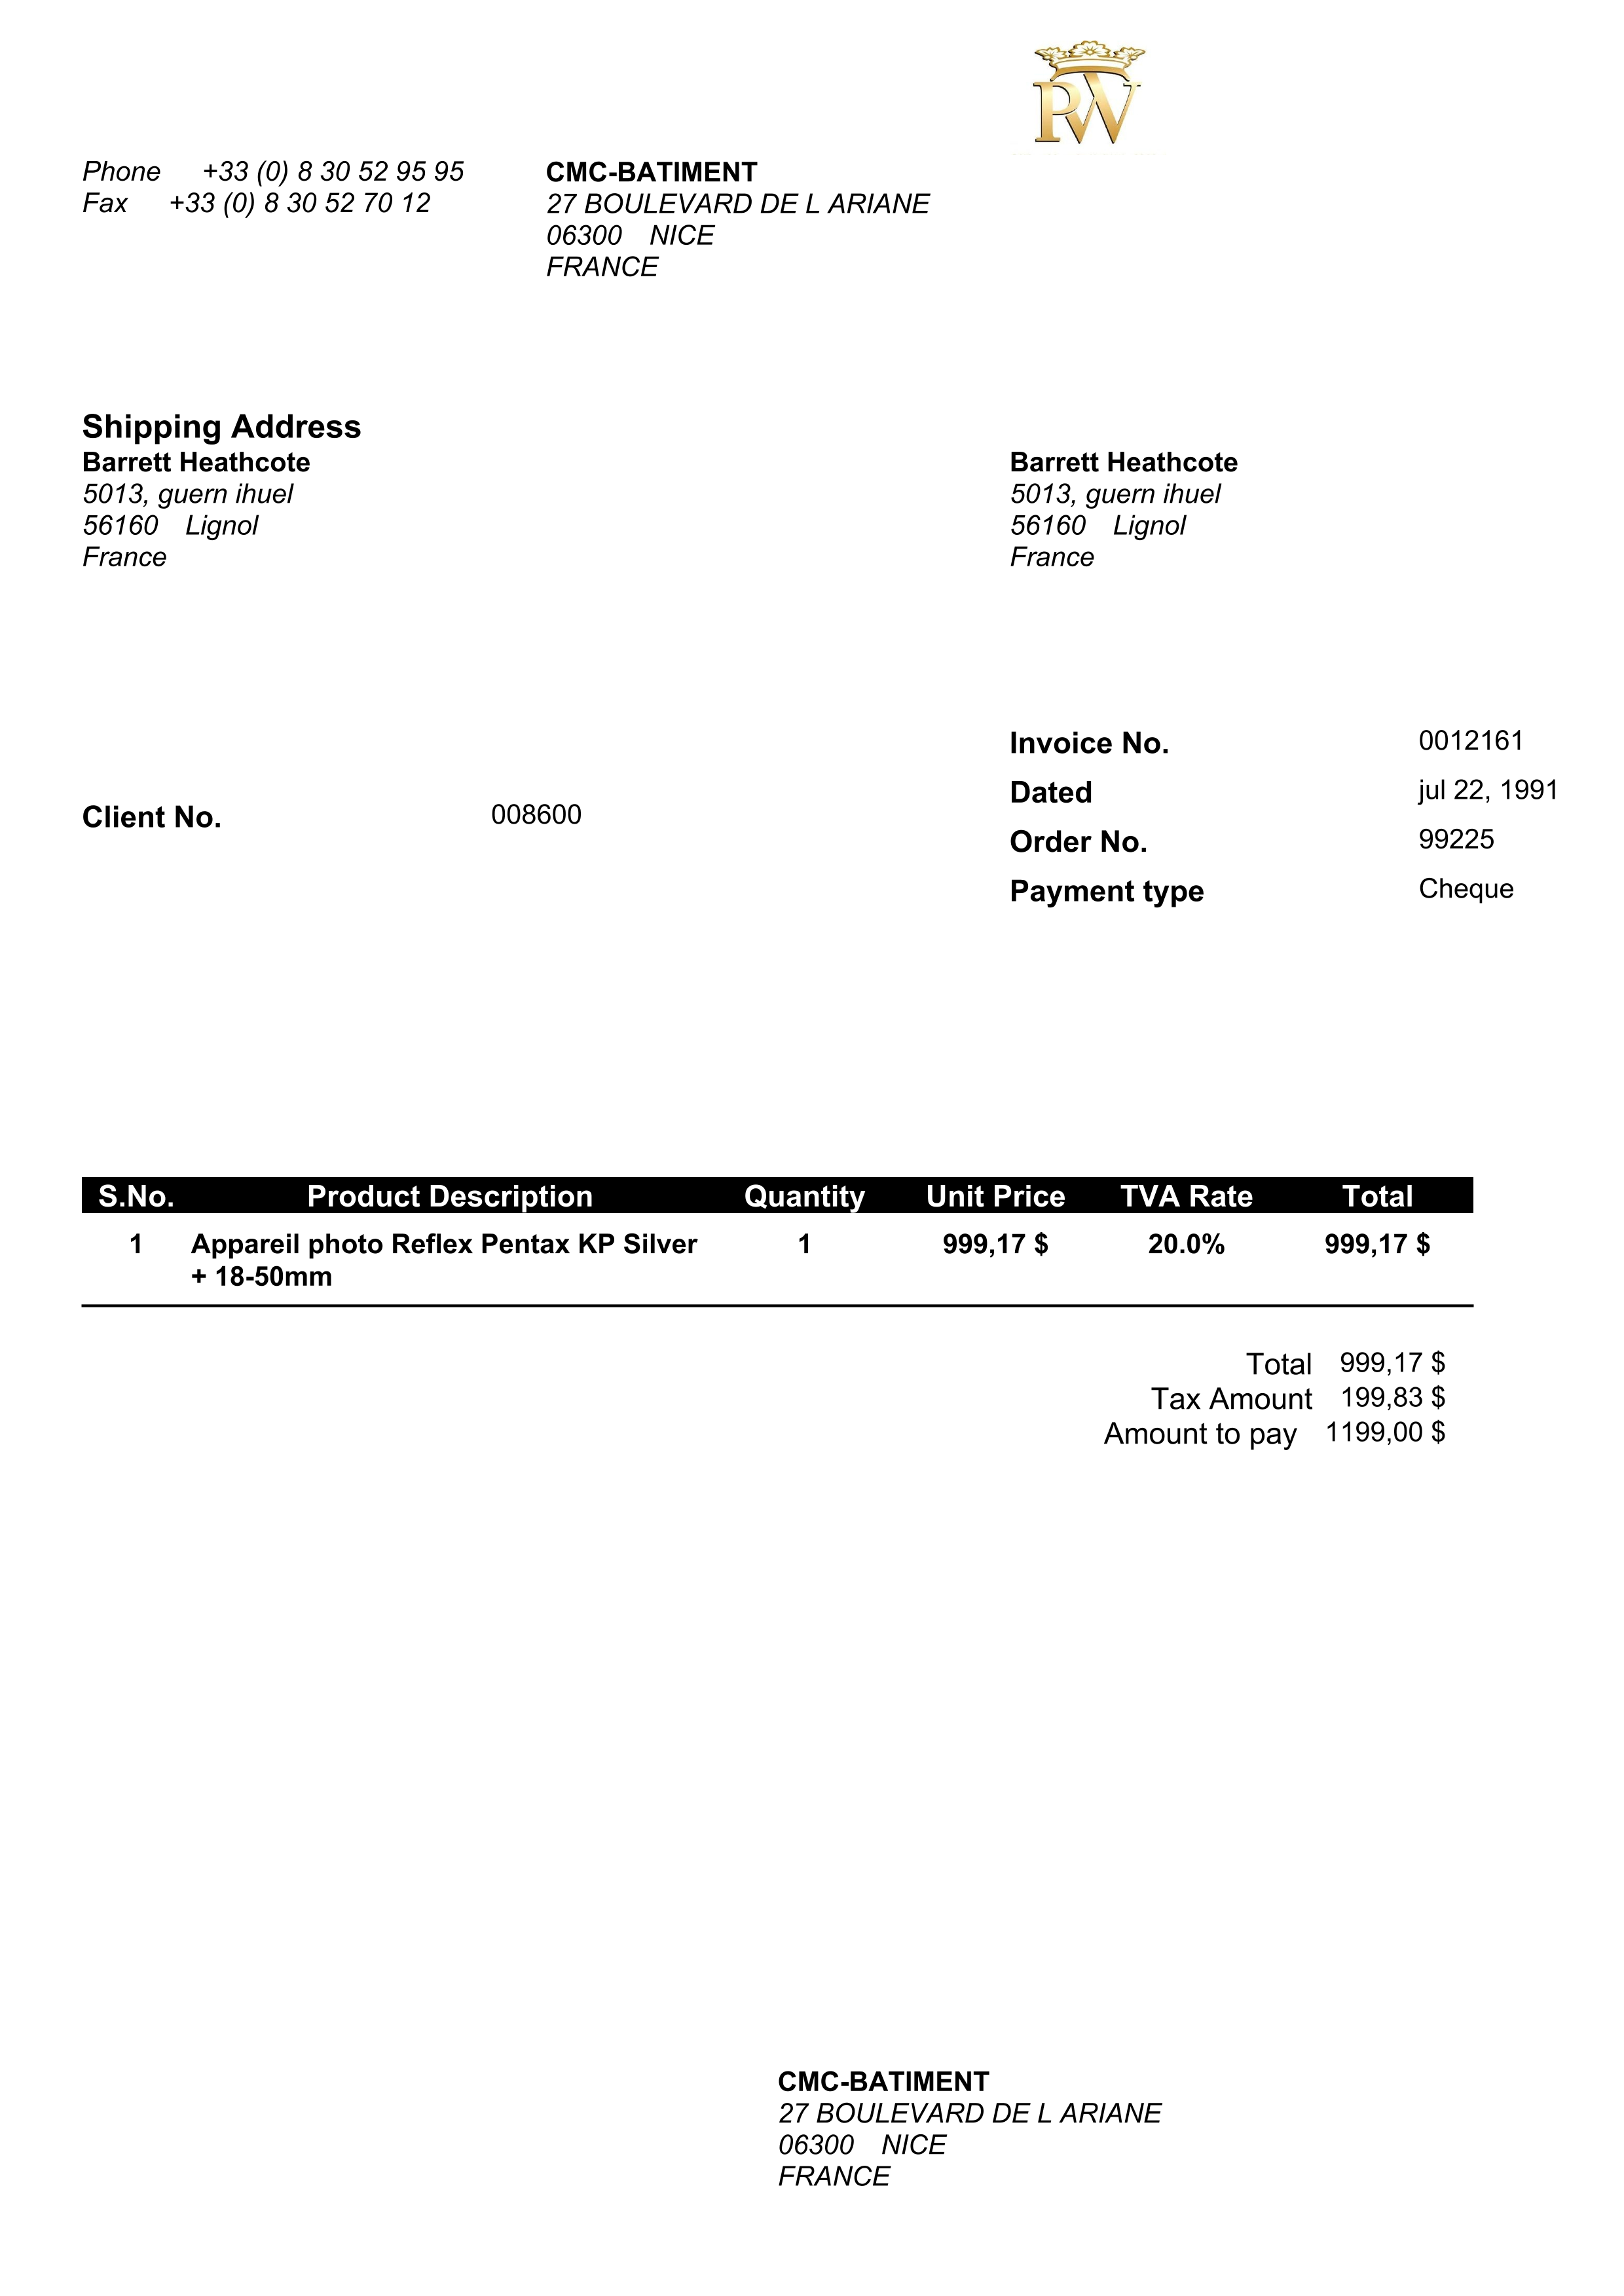 RW
Phone +33 (0) 8 30 52 95 95
Fax +33 (0) 8 30 52 70 12
CMC-BATIMENT
27 BOULEVARD DE L ARIANE
06300 NICE
FRANCE
Shipping Address
Barrett Heathcote
5013, guern ihuel
56160 Lignol
France
Barrett Heathcote
5013, guern ihuel
56160 Lignol
France
Client No. 008600
Invoice No. 0012161
Dated jul 22, 1991
Order No. 99225
Payment type Cheque
S.No. Product Description Quantity Unit Price TVA Rate Total
1 Appareil photo Reflex Pentax KP Silver 1 999,17 $ 20.0% 999,17 $
+ 18-50mm
Total 999,17 $
Tax Amount 199,83 $
Amount to pay 1199,00 $
CMC-BATIMENT
27 BOULEVARD DE L ARIANE
06300 NICE
FRANCE